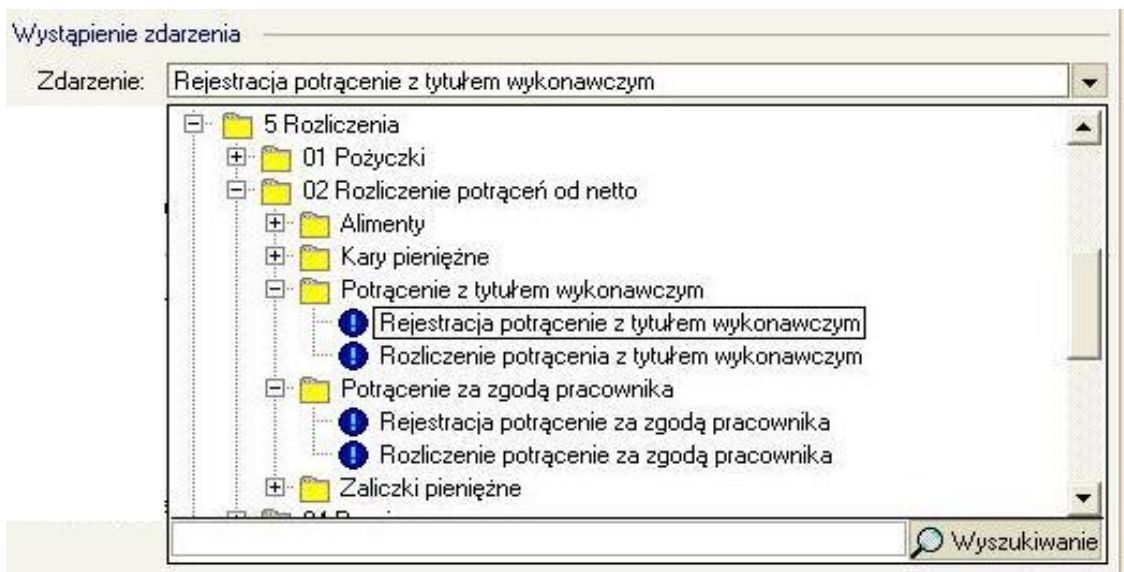 Wystąpienie zdarzenia
Zdarzenie: Rejestracja potrącenie z tytułem wykonawczym
5 Rozliczenia
01 Pożyczki
02 Rozliczenie potrąceń od netto
Alimenty
Kary pieniężne
Potrącenie z tytułem wykonawczym
Rejestracja potrącenie z tytułem wykonawczym
Rozliczenie potrącenia z tytułem wykonawczym
Potrącenie za zgodą pracownika
Rejestracja potrącenie za zgodą pracownika
Rozliczenie potrącenie za zgodą pracownika
Zaliczki pieniężne
Wyszukiwanie